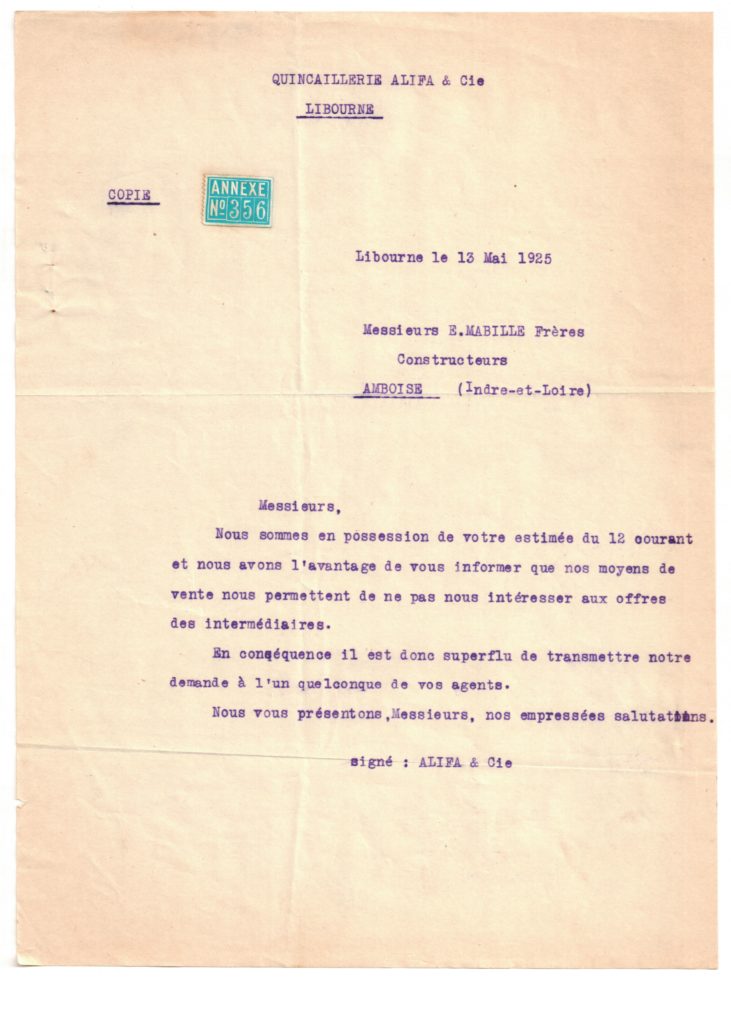 QUINCAILLERIE ALIFA & Cie
LIBOURNE
COPIE
ANNEXE
No 356
Libourne le 13 Mai 1925
Messieurs E.MABILLE Frères
Constructeurs
AMBOISE (Indre-et-Loire)
Messieurs,
Nous sommes en possession de votre estimée du 12 courant
et nous avons l'avantage de vous informer que nos moyens de
vente nous permettent de ne pas nous intéresser aux offres
des intermédiaires.
En conséquence il est donc superflu de transmettre notre
demande à l'un quelconque de vos agents.
Nous vous présentons,Messieurs, nos empressées salutations.
signé : ALIFA & Cie